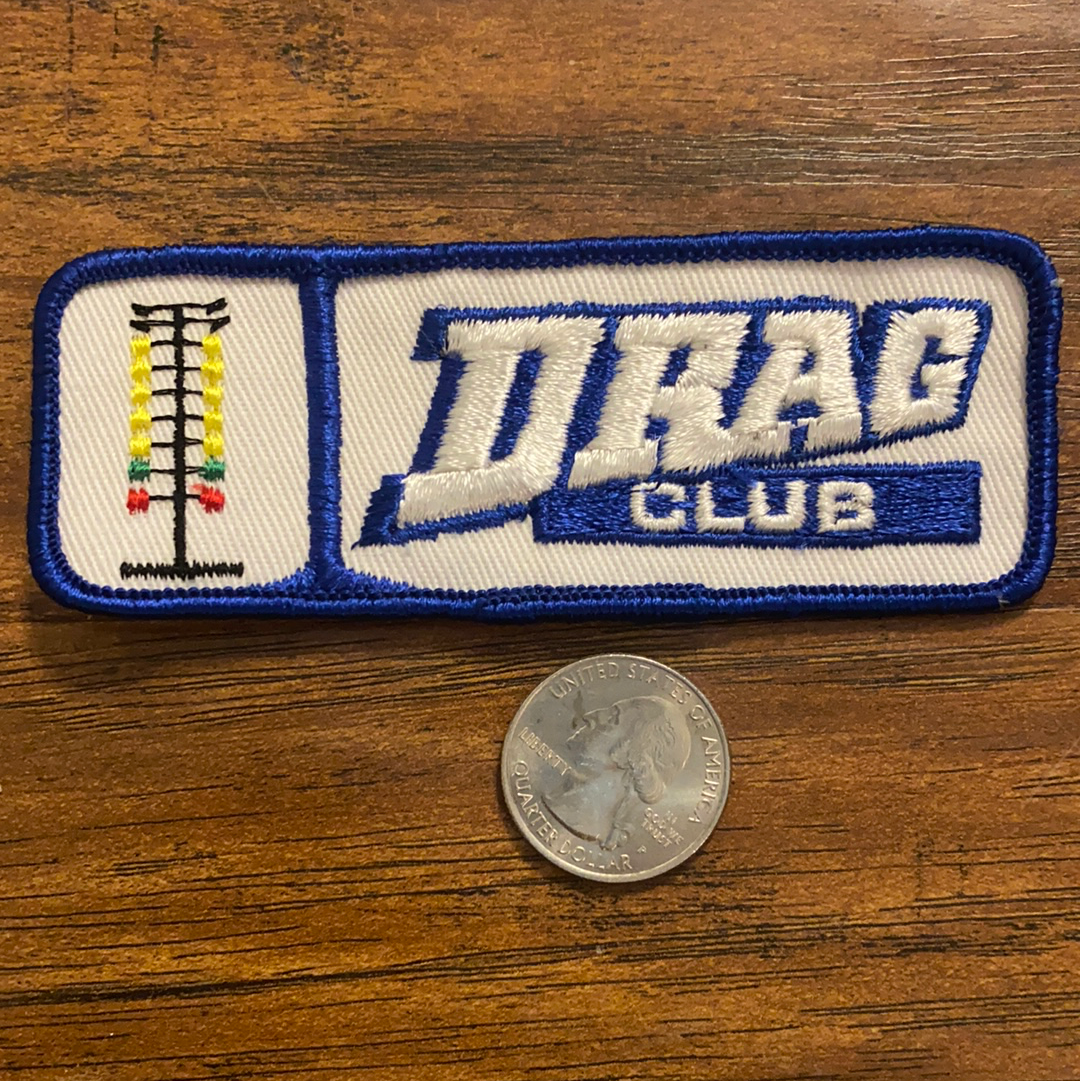 DRAG
CLUB
UNITED STATES OF AMERICA
LIBERTY
IN
GOD WE
TRUST
P
QUARTER DOLLAR